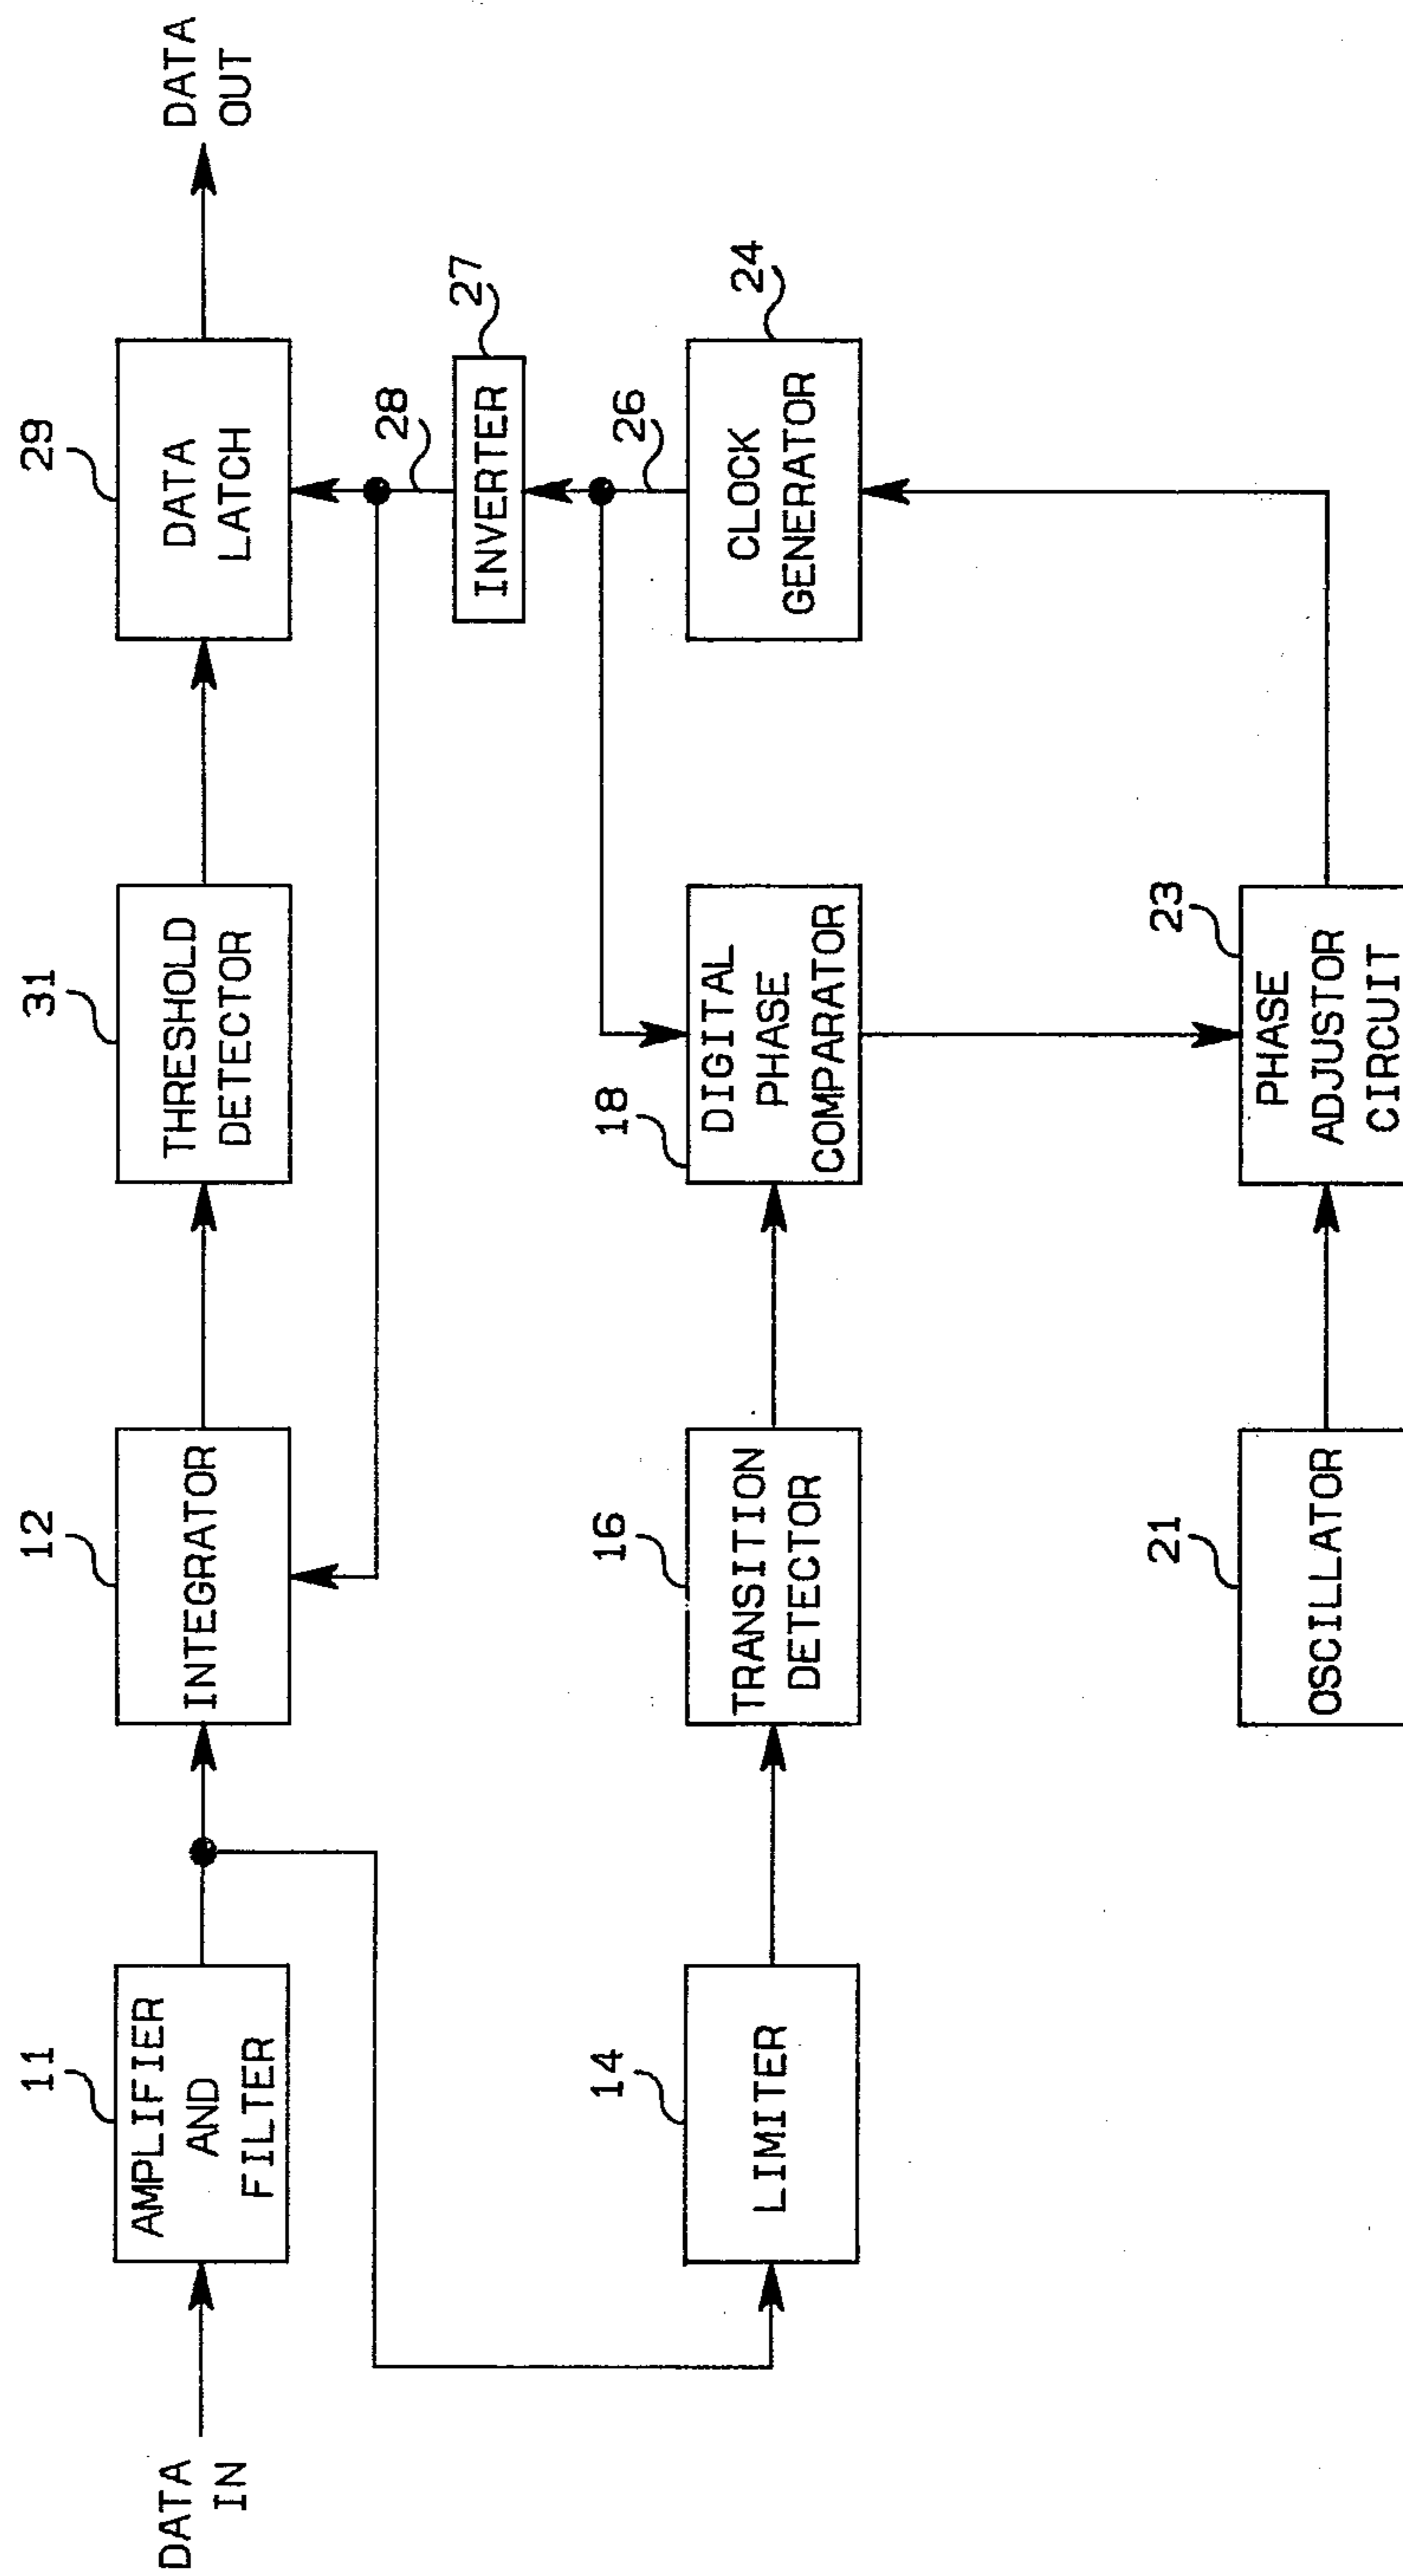 DATA
IN
11
AMPLIFIER
AND
FILTER
12
INTEGRATOR
31
THRESHOLD
DETECTOR
29
DATA
LATCH
DATA
OUT
28
27
INVERTER
26
14
LIMITER
16
TRANSITION
DETECTOR
18
DIGITAL
PHASE
COMPARATOR
24
CLOCK
GENERATOR
21
OSCILLATOR
23
PHASE
ADJUSTOR
CIRCUIT